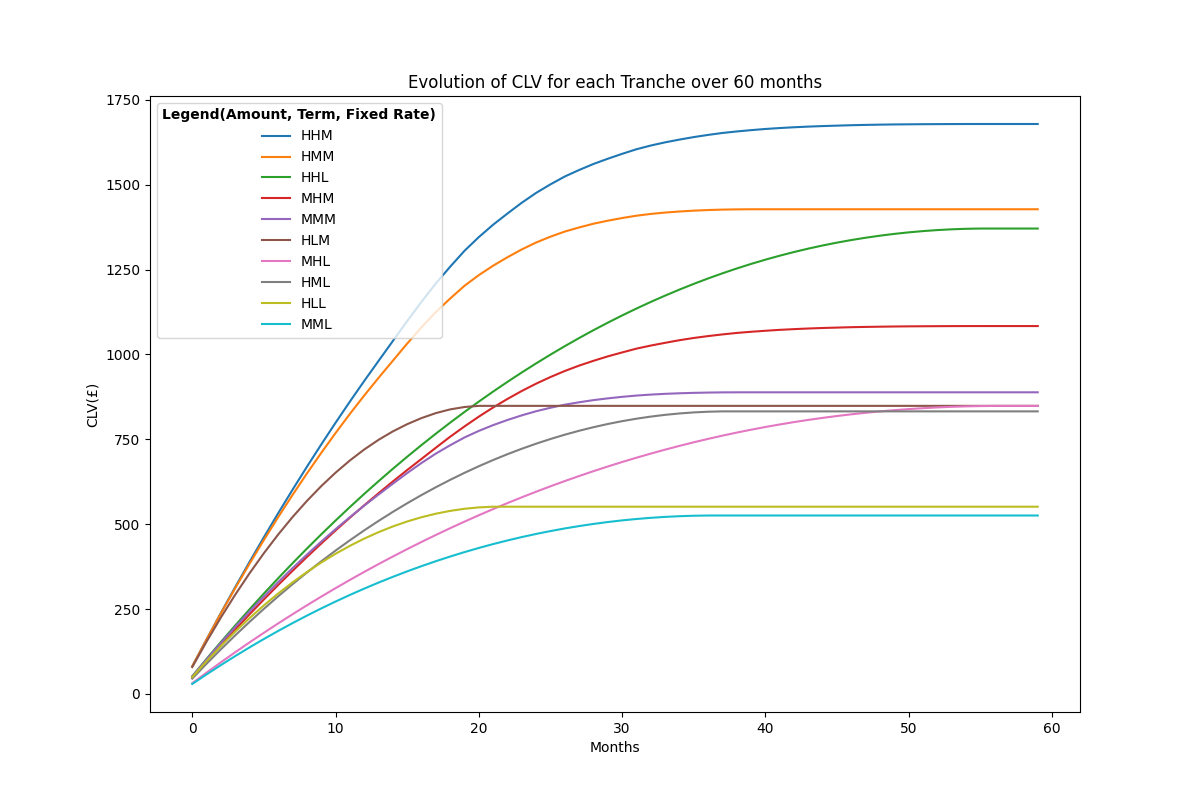 Evolution of CLV for each Tranche over 60 months
1750
1500
1250
1000
750
500
250
0
CLV(£)
Legend(Amount, Term, Fixed Rate)
HHM
HMM
HHL
MHM
MMM
HLM
MHL
HML
HLL
MML
0 10 20 30 40 50 60
Months